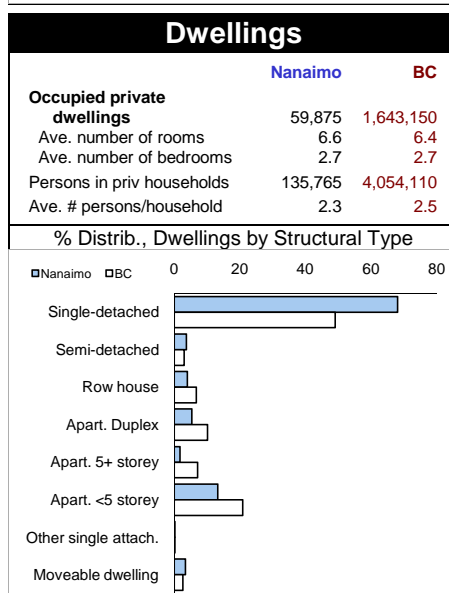 Dwellings
Nanaimo BC
Occupied private
dwellings 59,875 1,643,150
Ave. number of rooms 6.6 6.4
Ave. number of bedrooms 2.7 2.7
Persons in priv households 135,765 4,054,110
Ave. # persons/household 2.3 2.5
% Distrib., Dwellings by Structural Type
Nanaimo BC 0 20 40 60 80
Single-detached
Semi-detached
Row house
Apart. Duplex
Apart. 5+ storey
Apart. <5 storey
Other single attach.
Moveable dwelling